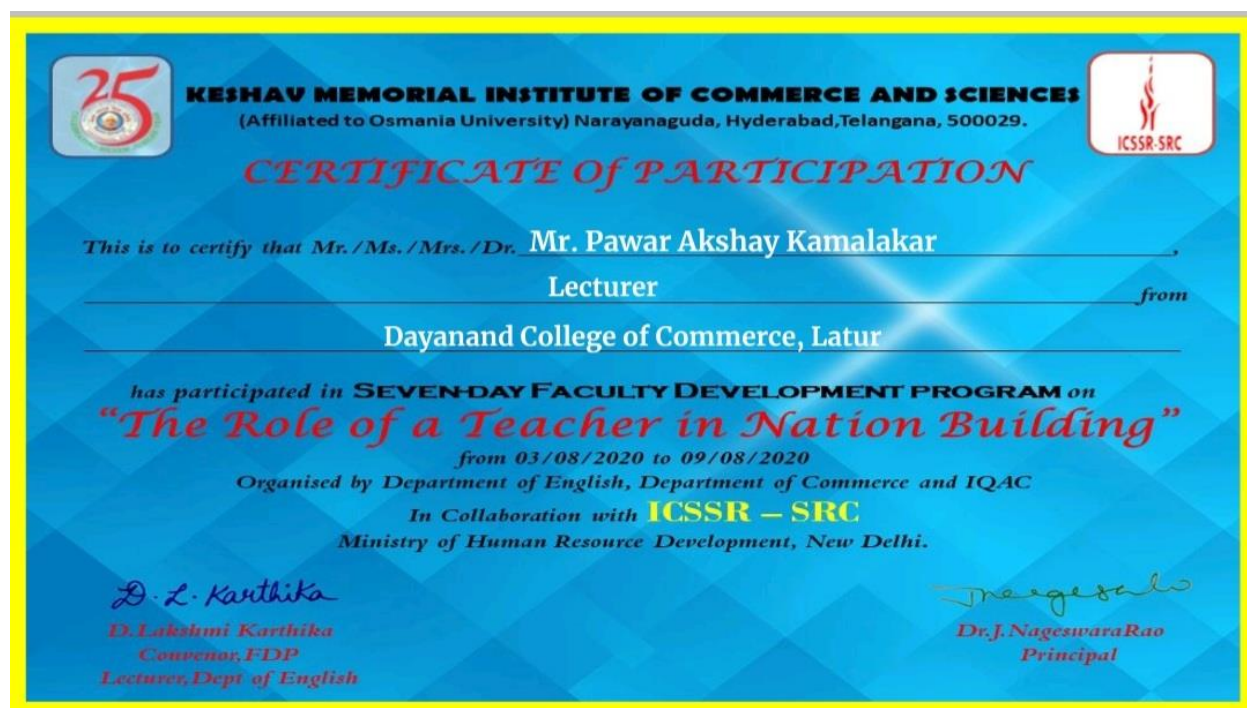 25
KESHAV MEMORIAL INSTITUTE OF COMMERCE AND SCIENCES
(Affiliated to Osmania University) Narayanaguda, Hyderabad,Telangana, 500029.
ICSSR-SRC
CERTIFICATE Of PARTICIPATION
This is to certify that Mr./Ms./Mrs./Dr. Mr. Pawar Akshay Kamalakar ,
Lecturer from
Dayanand College of Commerce, Latur
has participated in SEVEN-DAY FACULTY DEVELOPMENT PROGRAM on
“The Role of a Teacher in Nation Building”
from 03/08/2020 to 09/08/2020
Organised by Department of English, Department of Commerce and IQAC
In Collaboration with ICSSR – SRC
Ministry of Human Resource Development, New Delhi.
D. L. Karthika
D.Lakshmi Karthika
Convenor,FDP
Lecturer,Dept of English
Dr.J.NageswaraRao
Principal